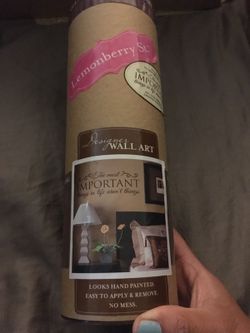 Lemonberry St.
IMPORTANT
Designer
WALL ART
The most
IMPORTANT
things in life aren't things
LOOKS HAND PAINTED.
EASY TO APPLY & REMOVE.
NO MESS.